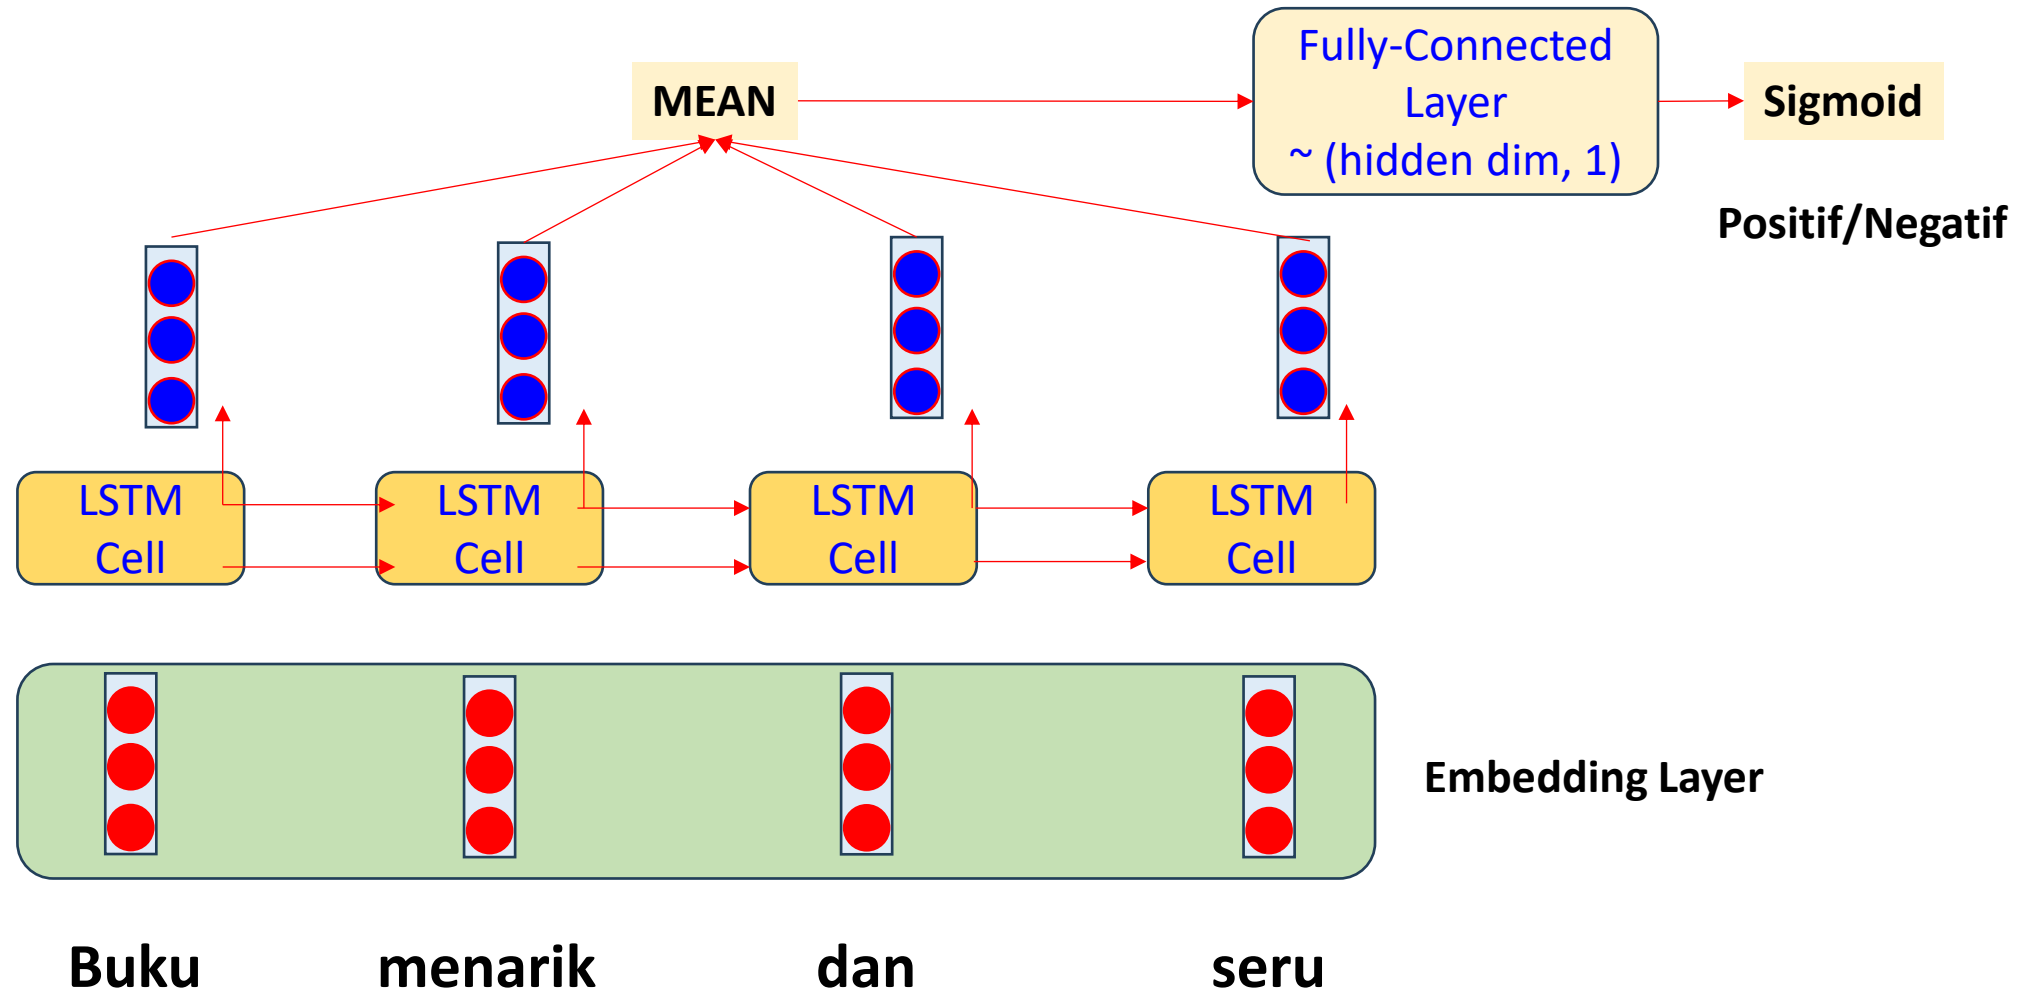 MEAN
Fully-Connected
Layer
~ (hidden dim, 1)
Sigmoid
Positif/Negatif
LSTM
Cell
LSTM
Cell
LSTM
Cell
LSTM
Cell
Embedding Layer
Buku
menarik
dan
seru